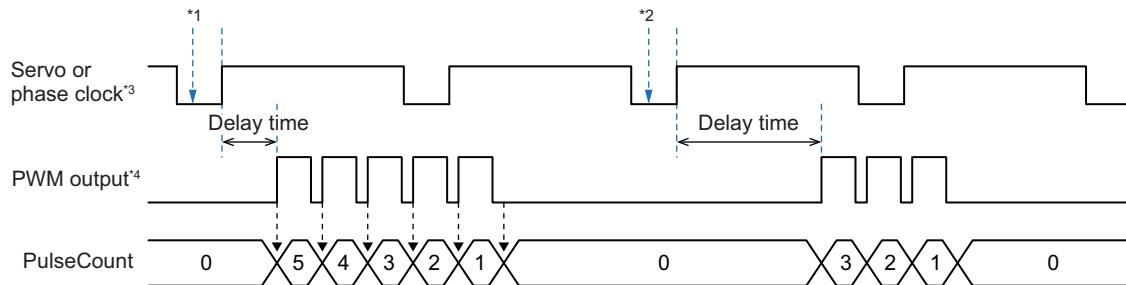 *1
*2
Servo or
phase clock*3
Delay time
Delay time
PWM output*4
PulseCount
0 5 4 3 2 1 0 3 2 1 0